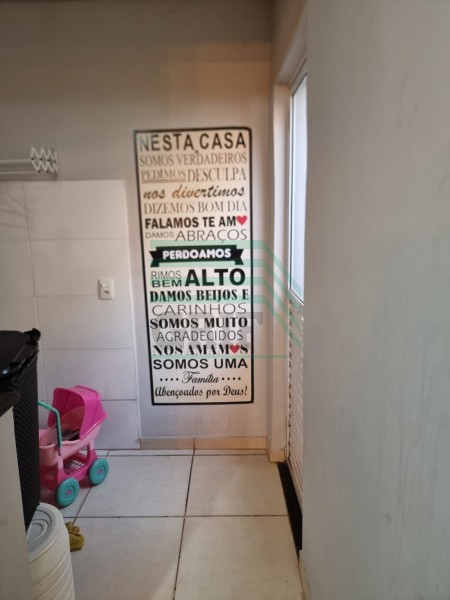 NESTA CASA
SOMOS VERDADEIROS
PEDIMOS DESCULPA
nos divertimos
DIZEMOS BOM DIA
FALAMOS TE AM
DAMOS ABRAÇOS
PERDOAMOS
RIMOS BEM ALTO
DAMOS BEIJOS E
CARINHOS
SOMOS MUITO
AGRADECIDOS
NOS AMAMOS
SOMOS UMA
Família
Abençoados por Deus!